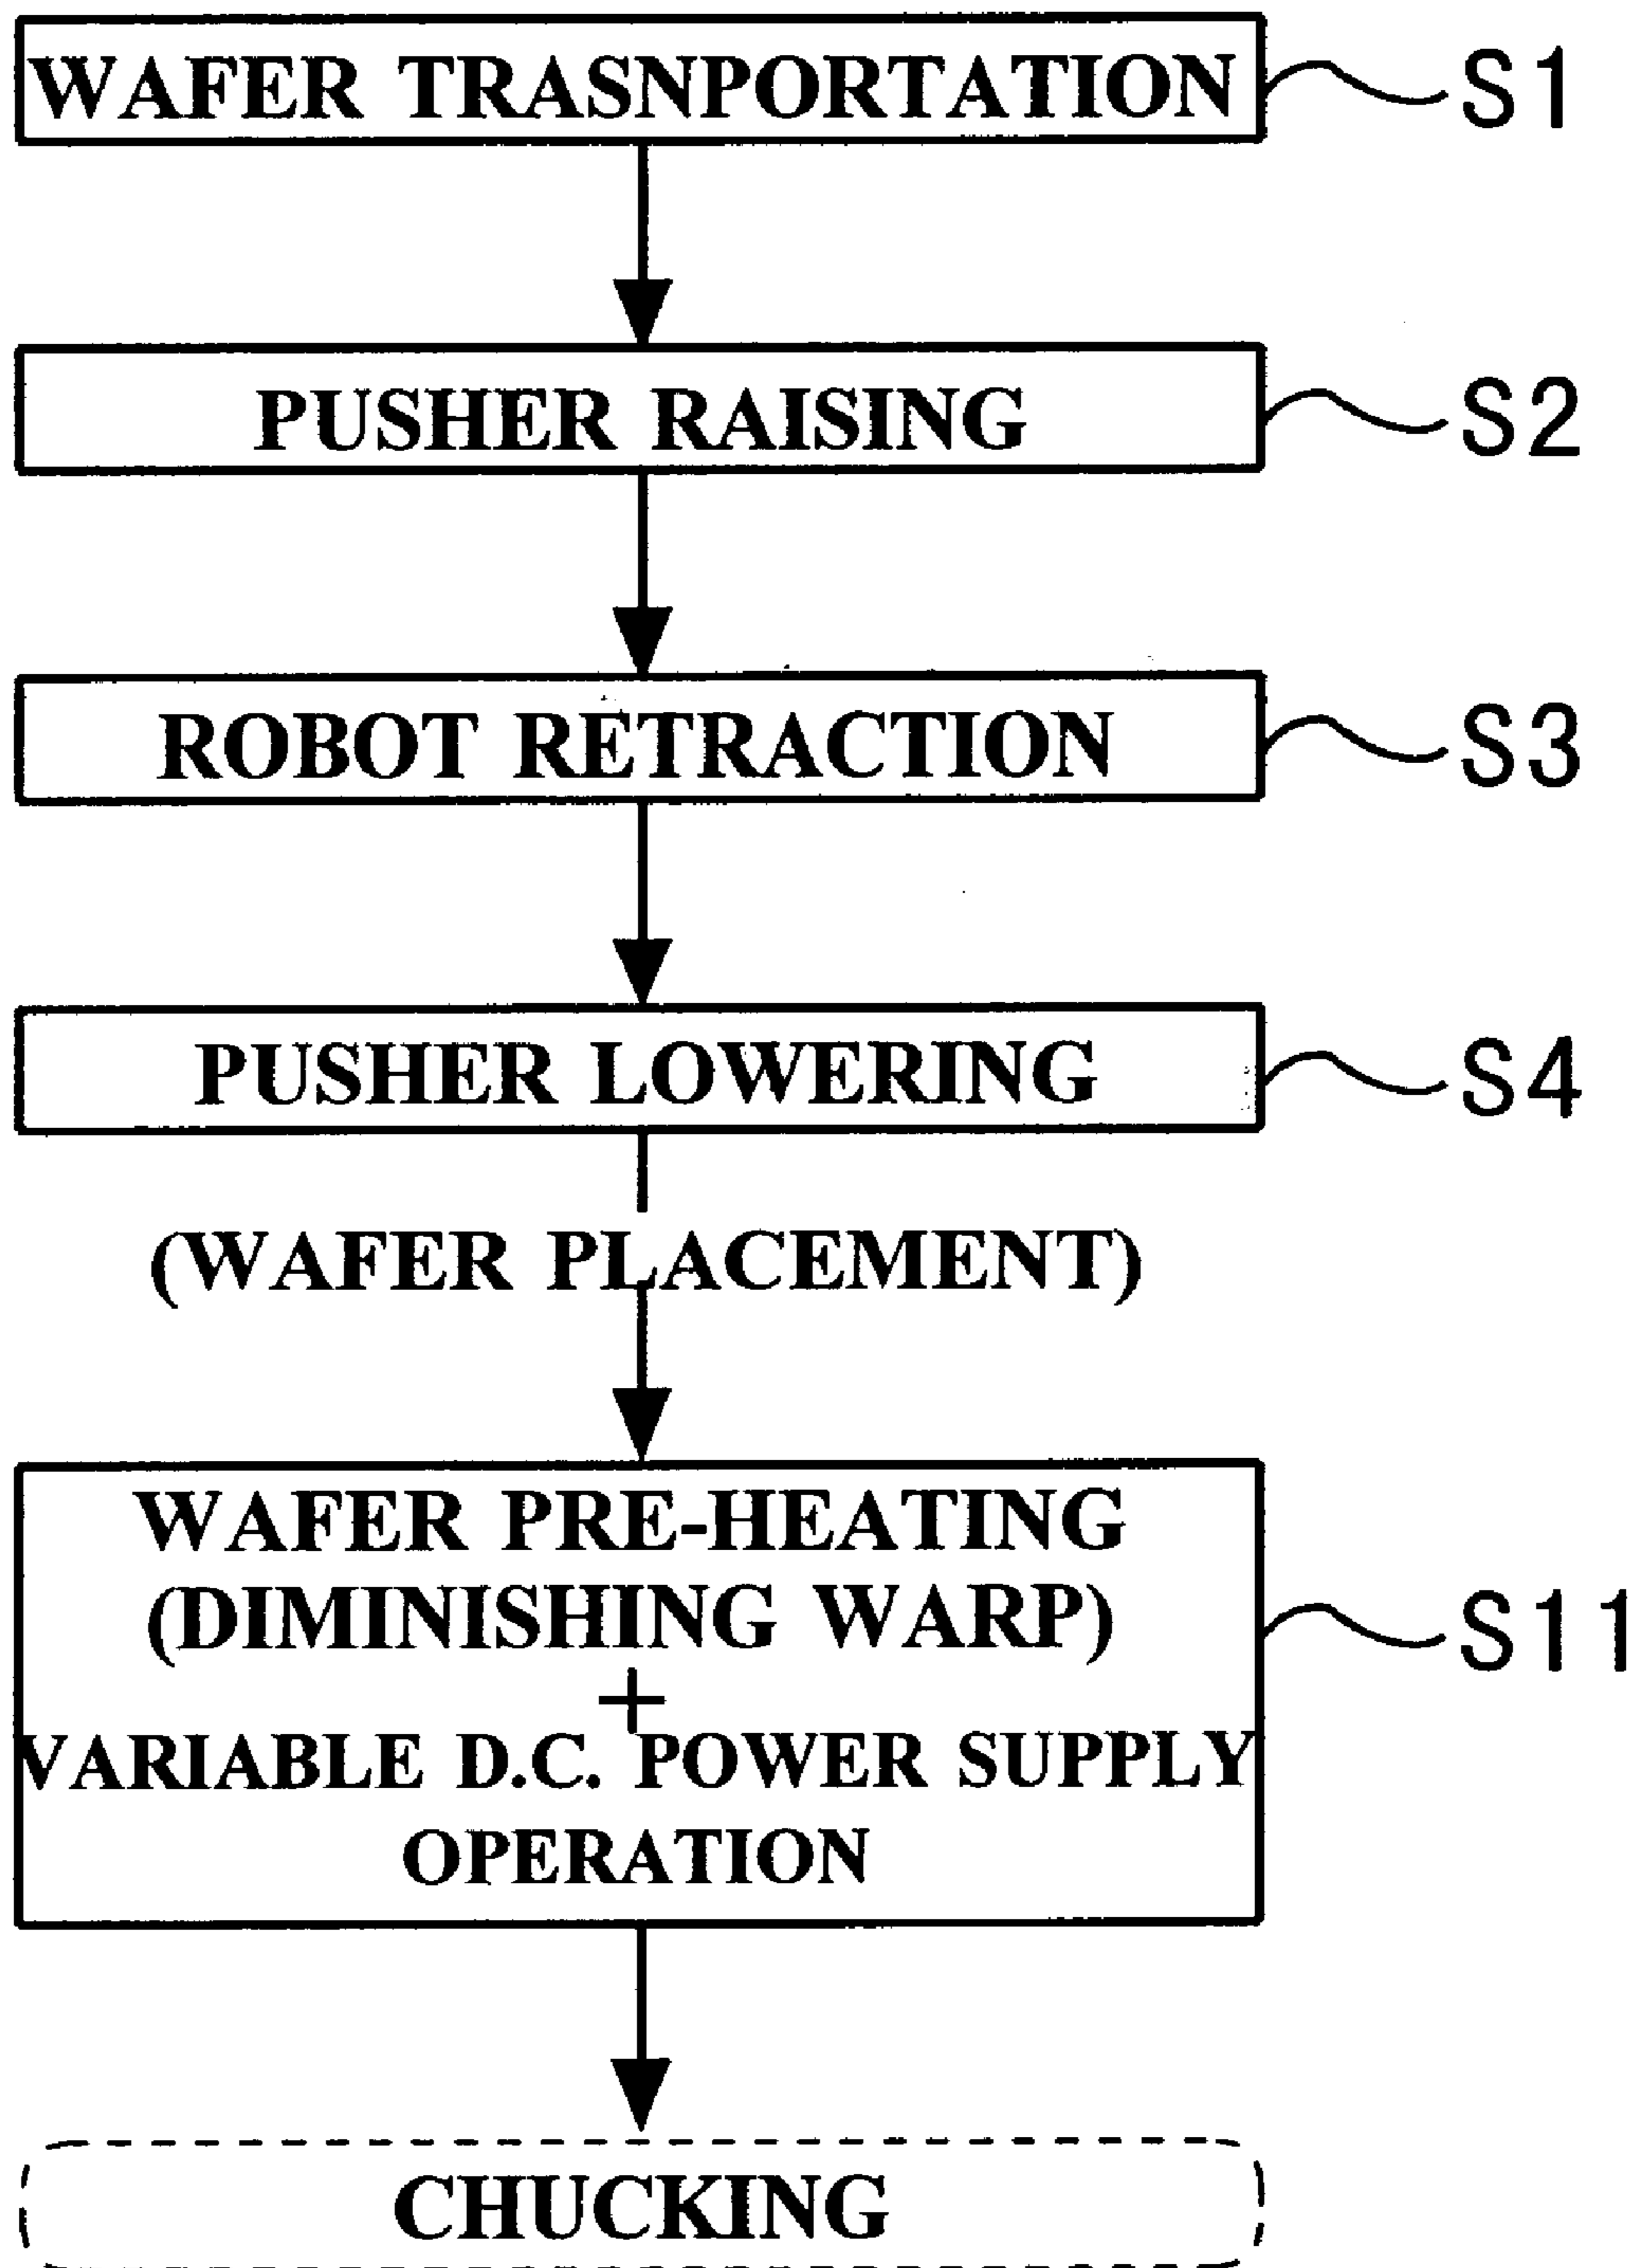 WAFER TRASNPORTATION
S1
PUSHER RAISING
S2
ROBOT RETRACTION
S3
PUSHER LOWERING
S4
(WAFER PLACEMENT)
WAFER PRE-HEATING
(DIMINISHING WARP)
S11
+
VARIABLE D.C. POWER SUPPLY
OPERATION
CHUCKING